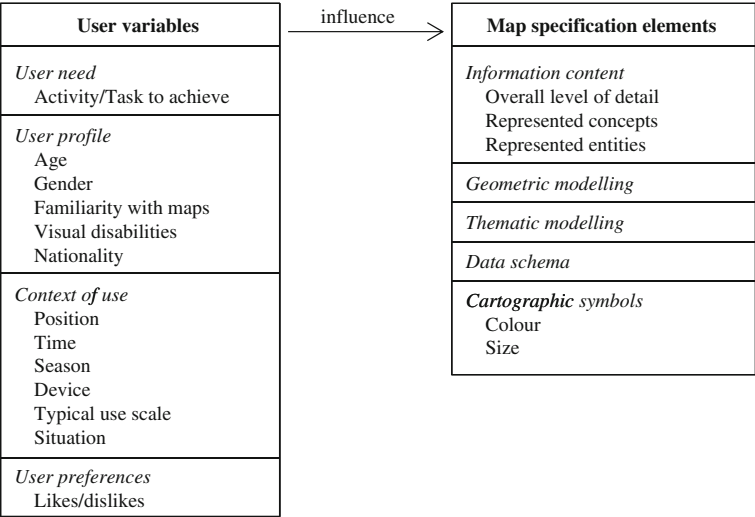 User variables
User need
Activity/Task to achieve
User profile
Age
Gender
Familiarity with maps
Visual disabilities
Nationality
Context of use
Position
Time
Season
Device
Typical use scale
Situation
User preferences
Likes/dislikes
influence
Map specification elements
Information content
Overall level of detail
Represented concepts
Represented entities
Geometric modelling
Thematic modelling
Data schema
Cartographic symbols
Colour
Size